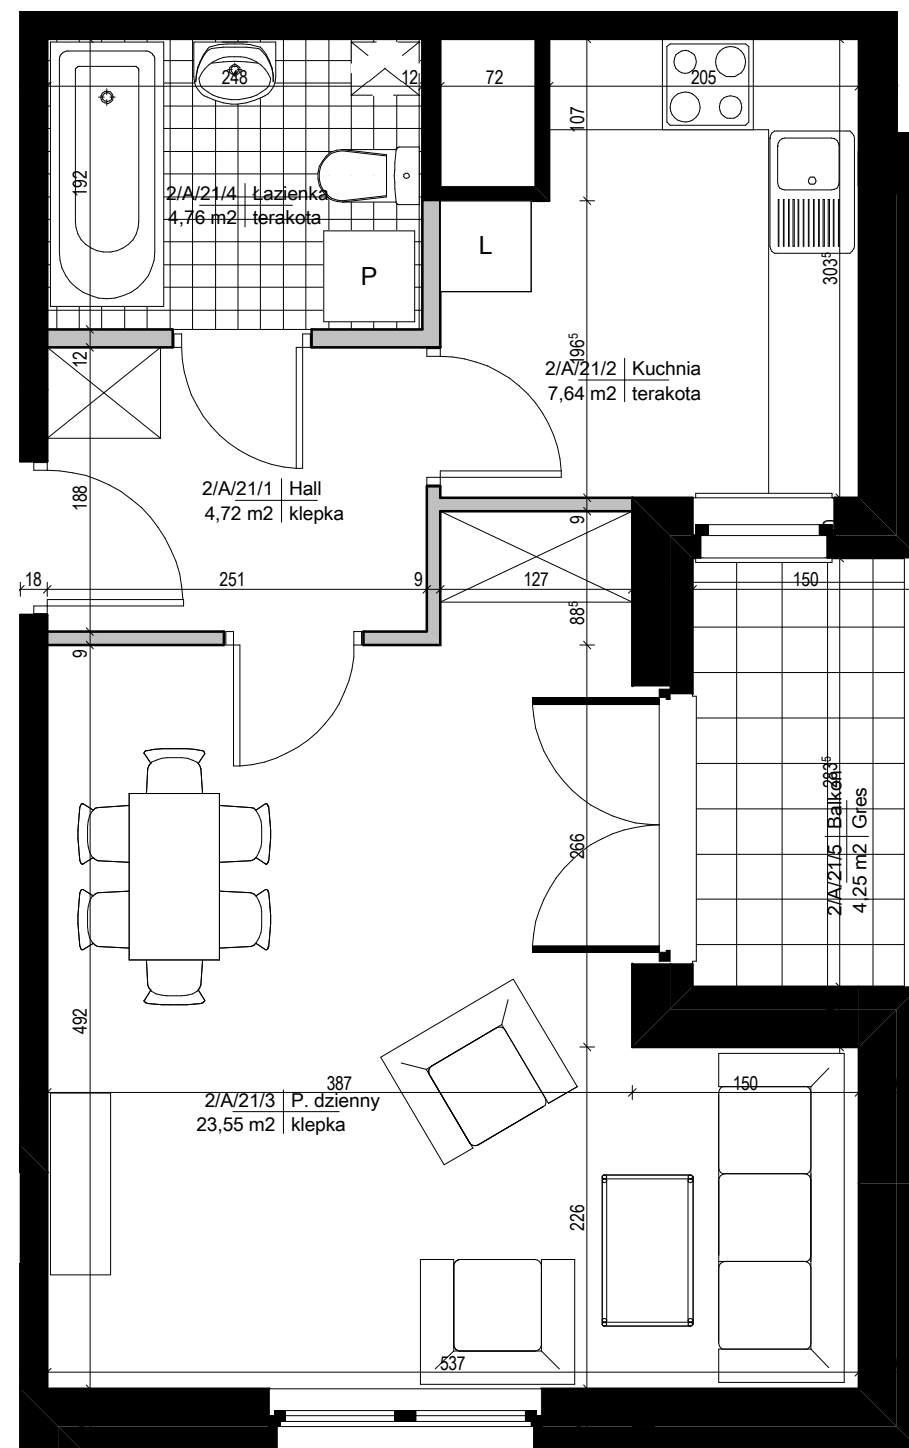 248
12
72
205
107
192
2/A/21/4 Łazienka
4,76 m2 terakota
L
P
303⁵
196⁵
12
2/A/21/2 Kuchnia
7,64 m2 terakota
188
2/A/21/1 Hall
4,72 m2 klepka
9
18
251
9
127
150
88⁵
9
283⁵
266
2/A/21/5 Balkon
4,25 m2 Gres
492
387
150
2/A/21/3 P. dzienny
23,55 m2 klepka
226
537